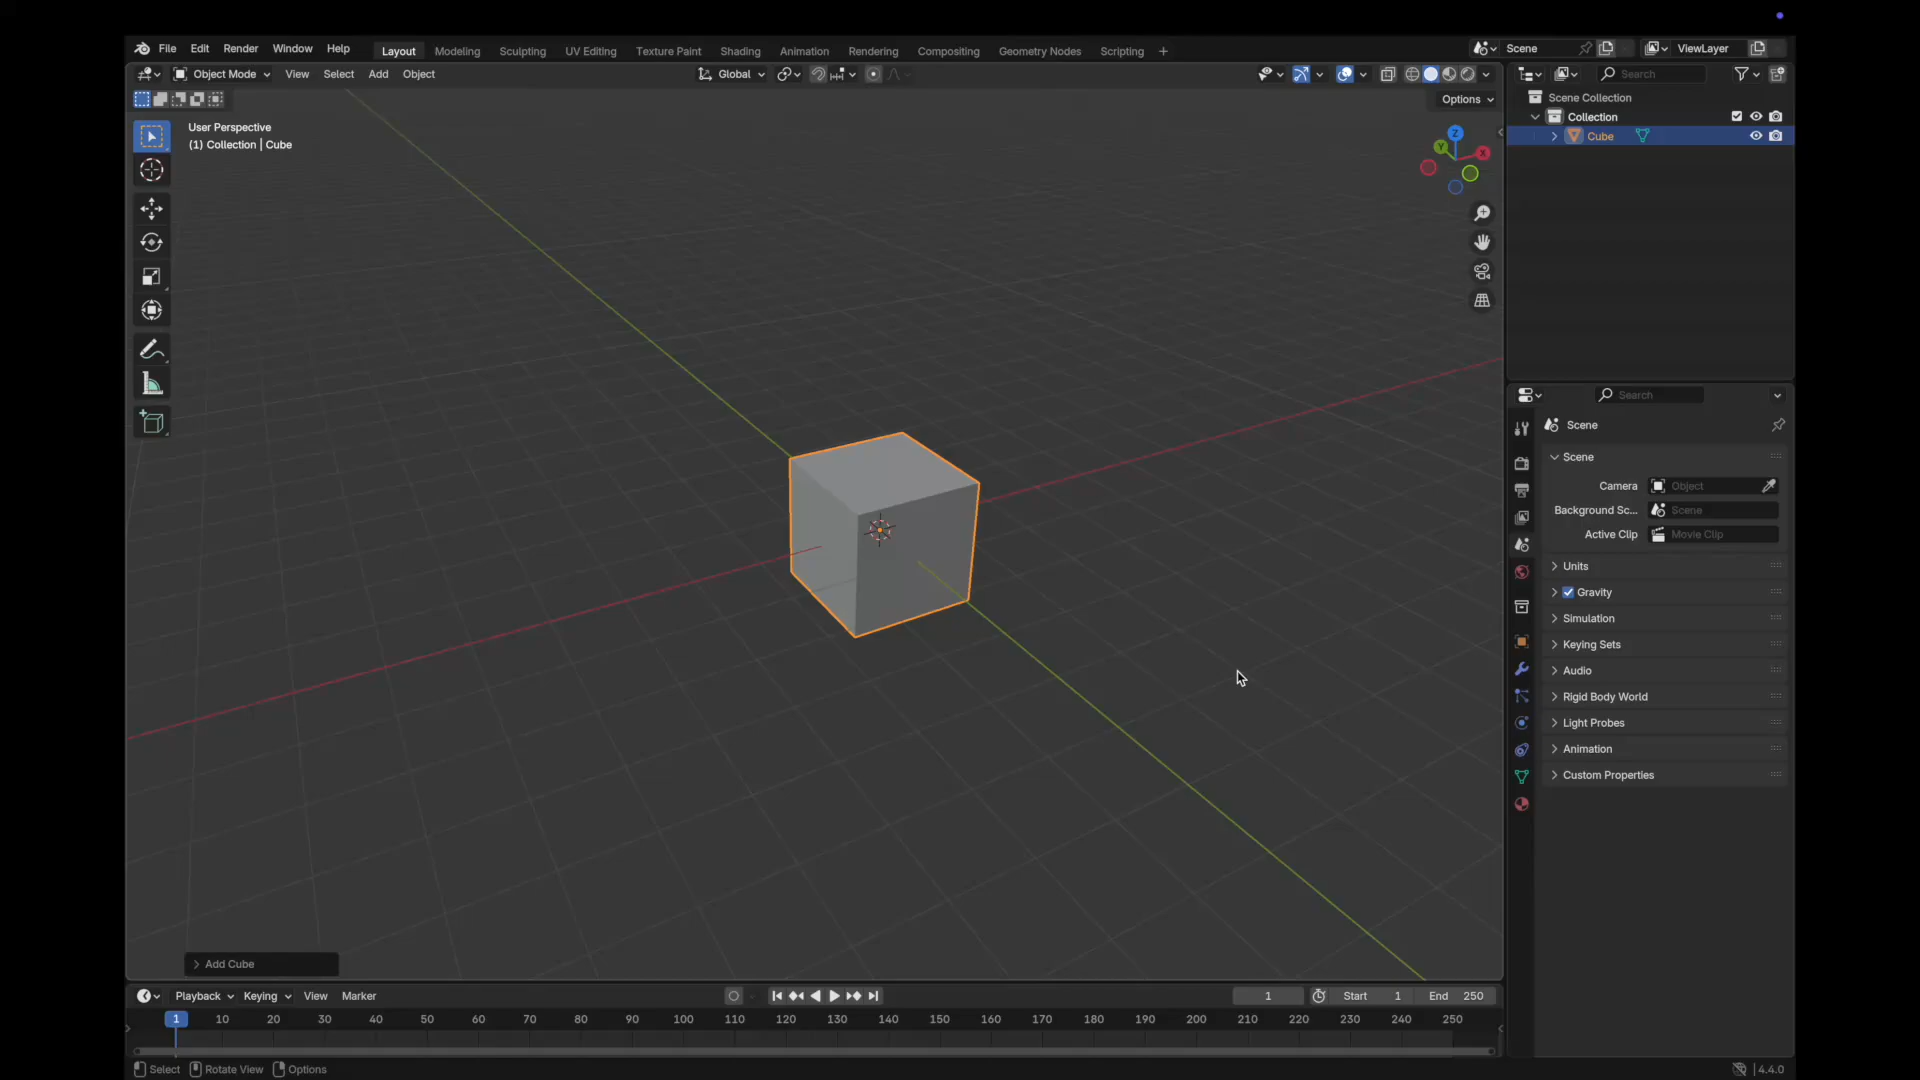 File Edit Render Window Help Layout Modeling Sculpting UV Editing Texture Paint Shading Animation Rendering Compositing Geometry Nodes Scripting + Scene ViewLayer
Object Mode View Select Add Object Global Search
Options
Scene Collection
Collection
Cube
User Perspective
(1) Collection | Cube
Z
Y
X
Search
Scene
Scene
Camera Object
Background Sc... Scene
Active Clip Movie Clip
Units
Gravity
Simulation
Keying Sets
Audio
Rigid Body World
Light Probes
Animation
Custom Properties
Add Cube
Playback Keying View Marker 1 Start 1 End 250
1 10 20 30 40 50 60 70 80 90 100 110 120 130 140 150 160 170 180 190 200 210 220 230 240 250
Select Rotate View Options 4.4.0